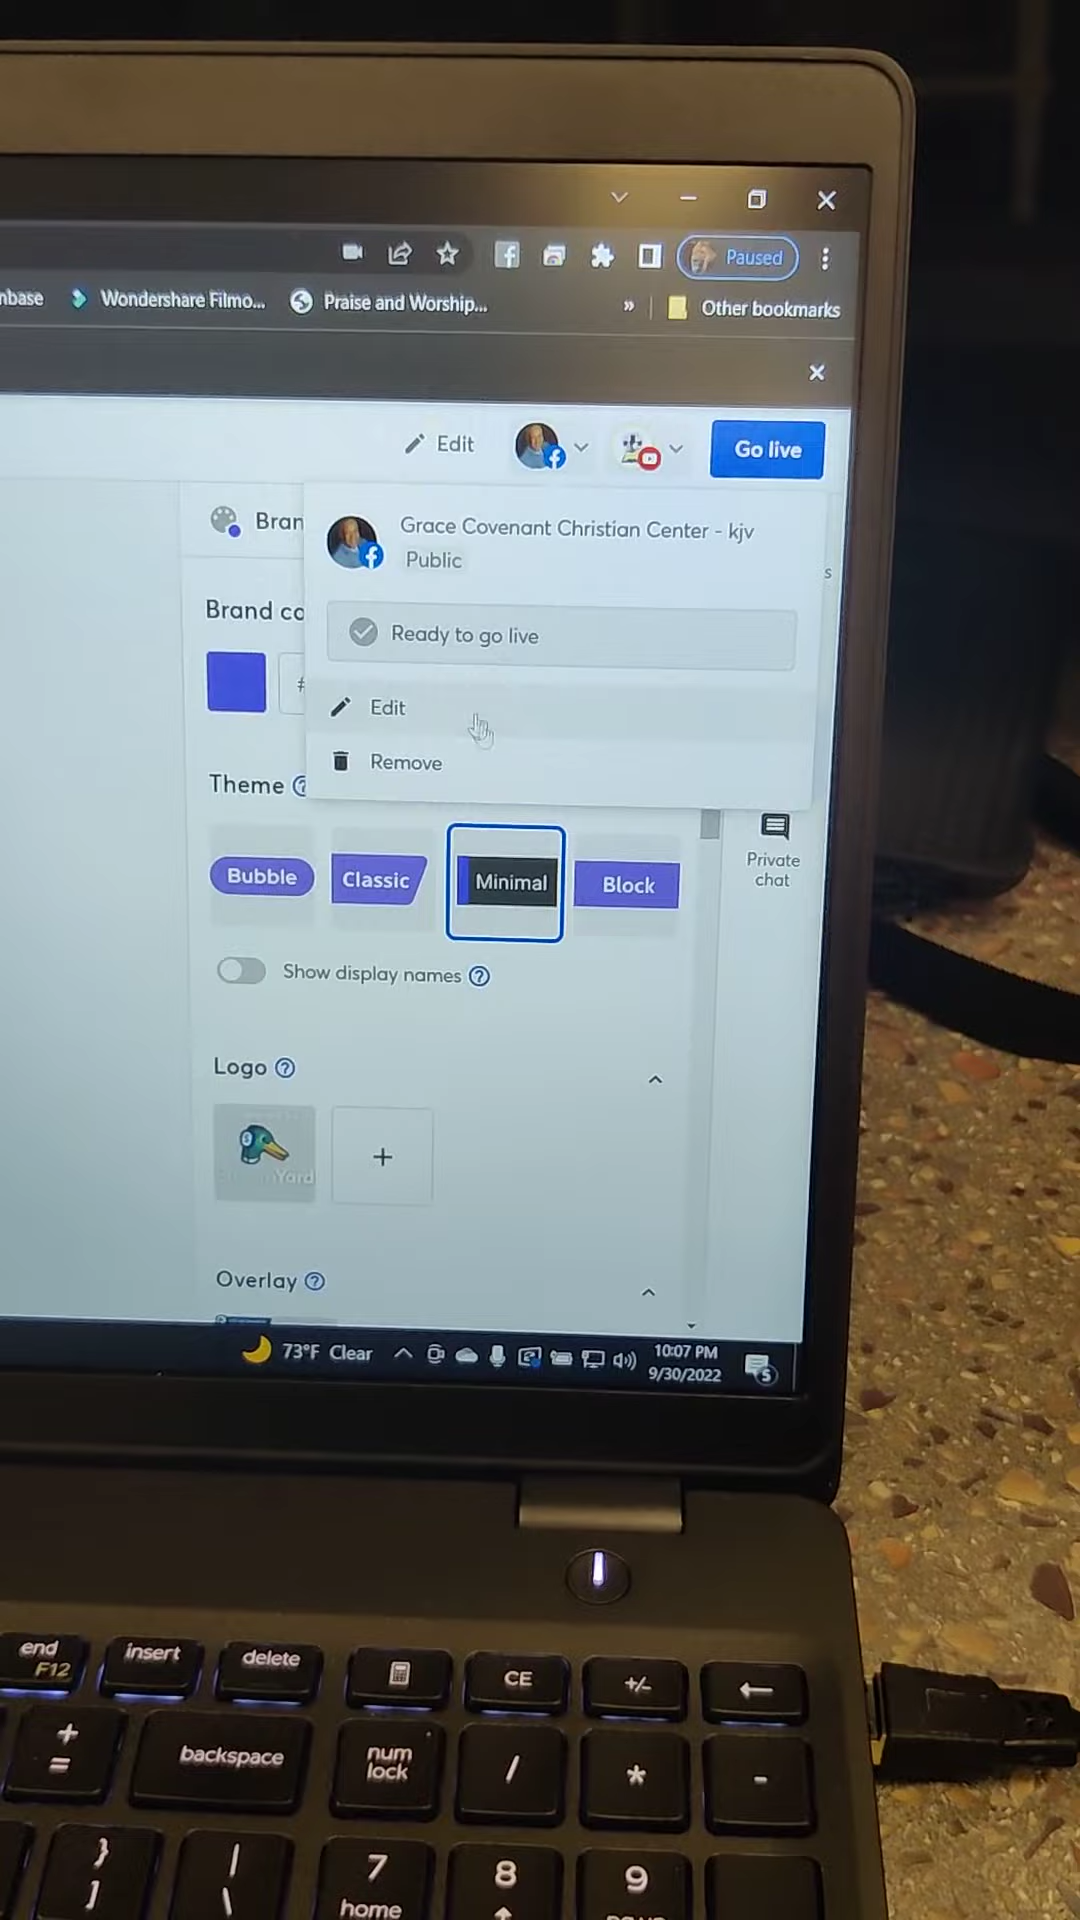 Paused
nbase
Wondershare Filmo...
Praise and Worship...
»
Other bookmarks
Edit
Go live
Bran
Grace Covenant Christian Center - kjv
Public
s
Brand co
Ready to go live
#
Edit
Remove
Theme
Private
chat
Bubble
Classic
Minimal
Block
Show display names
Logo
Yard
+
Overlay
73°F Clear
10:07 PM
9/30/2022
5
end
F12
insert
delete
CE
+/-
←
+
=
backspace
num
lock
/
*
-
}
]
|
\
7
home
8
9